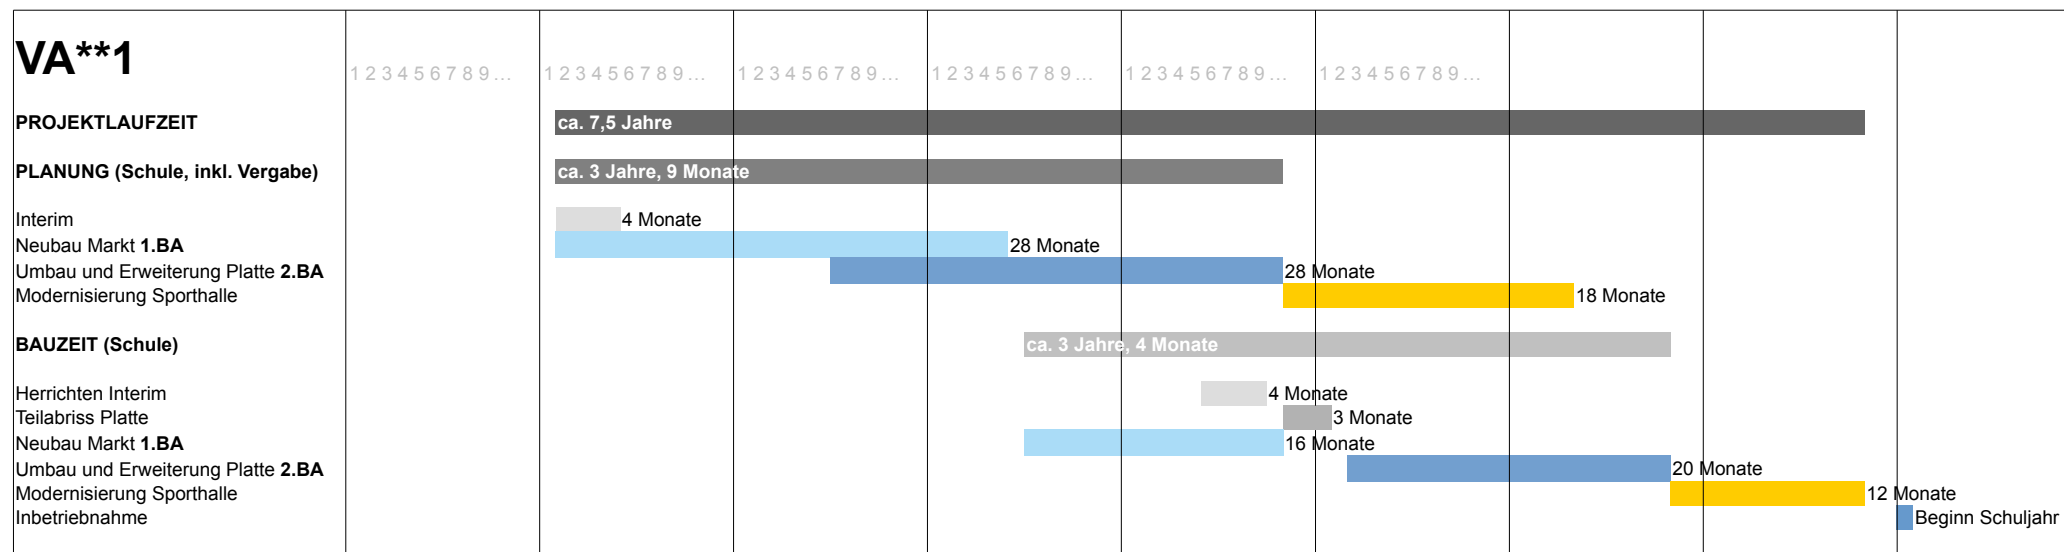 VA**1
1 2 3 4 5 6 7 8 9 ... 1 2 3 4 5 6 7 8 9 ... 1 2 3 4 5 6 7 8 9 ... 1 2 3 4 5 6 7 8 9 ... 1 2 3 4 5 6 7 8 9 ... 1 2 3 4 5 6 7 8 9 ...
PROJEKTLAUFZEIT ca. 7,5 Jahre
PLANUNG (Schule, inkl. Vergabe) ca. 3 Jahre, 9 Monate
Interim 4 Monate
Neubau Markt 1.BA 28 Monate
Umbau und Erweiterung Platte 2.BA 28 Monate
Modernisierung Sporthalle 18 Monate
BAUZEIT (Schule) ca. 3 Jahre, 4 Monate
Herrichten Interim 4 Monate
Teilabriss Platte 3 Monate
Neubau Markt 1.BA 16 Monate
Umbau und Erweiterung Platte 2.BA 20 Monate
Modernisierung Sporthalle 12 Monate
Inbetriebnahme Beginn Schuljahr